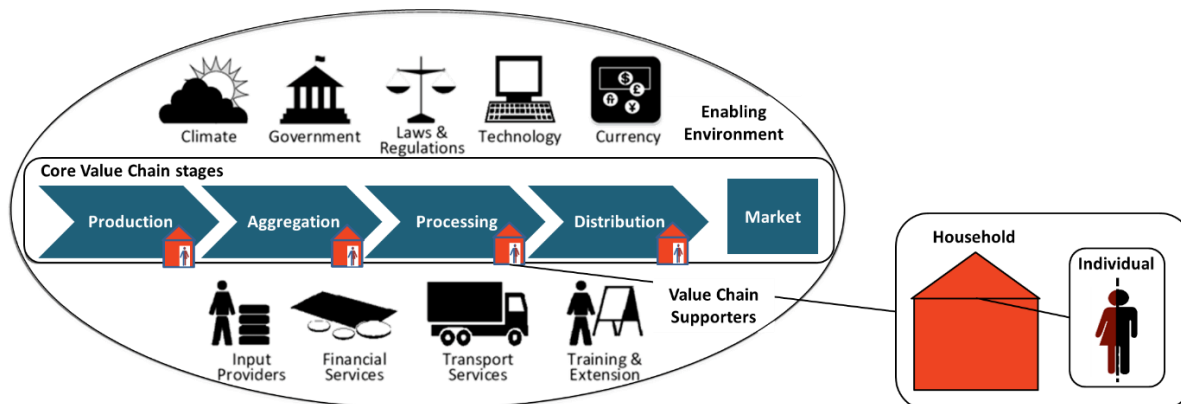 Climate
Government
Laws &
Regulations
Technology
Currency
Enabling
Environment
Core Value Chain stages
Production
Aggregation
Processing
Distribution
Market
Household
Individual
Value Chain
Supporters
Input
Providers
Financial
Services
Transport
Services
Training &
Extension